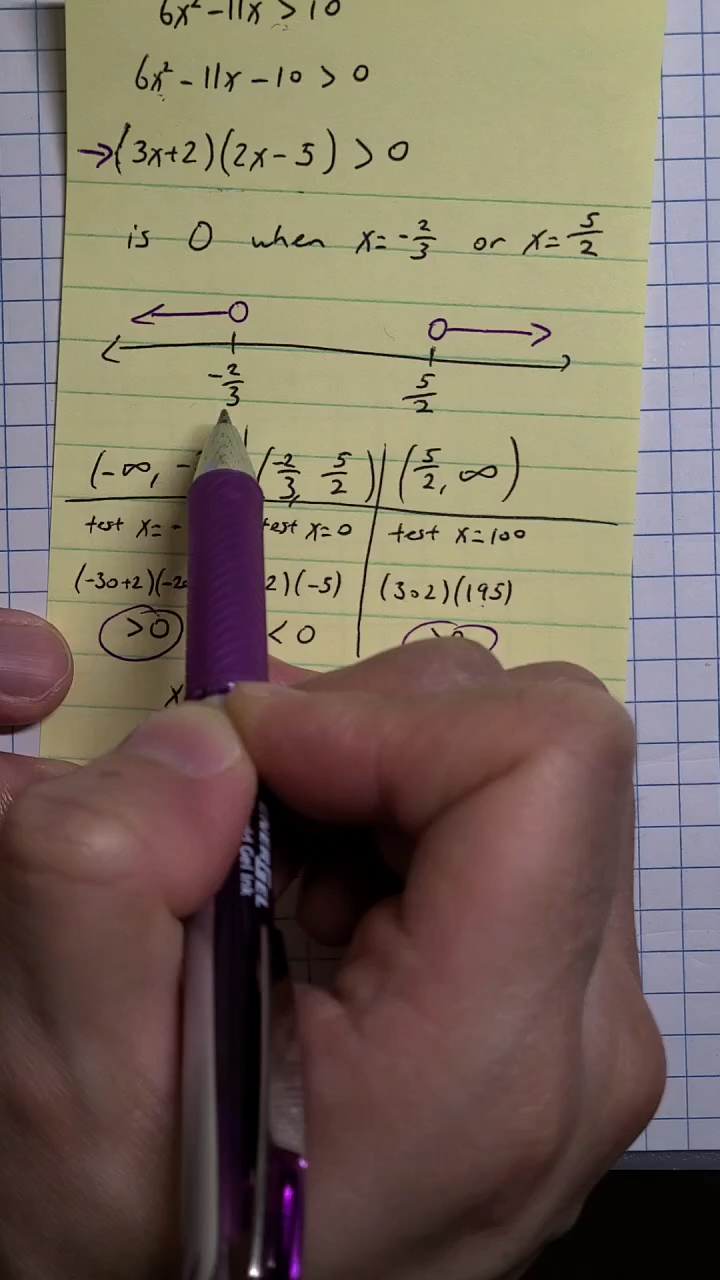 6x² - 11x > 10
6x² - 11x - 10 > 0
→(3x+2)(2x-5) > 0
is 0 when x = -2/3 or x = 5/2
-2/3 5/2
(-∞, - (-2/3, 5/2) (5/2, ∞)
test x = - test x=0 test x=100
(-30+2)(-2 2)(-5) (302)(195)
>0 <0
x
Gel Ink